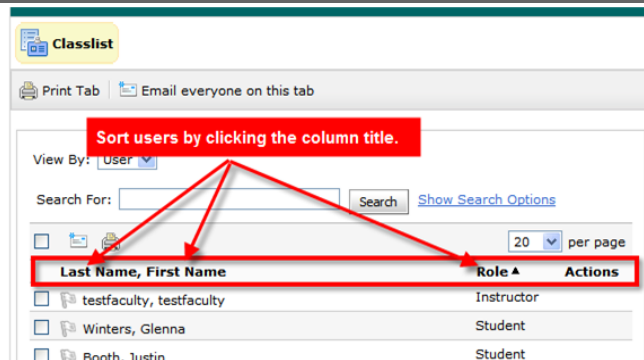 Classlist
Print Tab Email everyone on this tab
Sort users by clicking the column title.
View By: User
Search For: Search Show Search Options
20 per page
Last Name, First Name Role Actions
testfaculty, testfaculty Instructor
Winters, Glenna Student
Booth, Justin Student